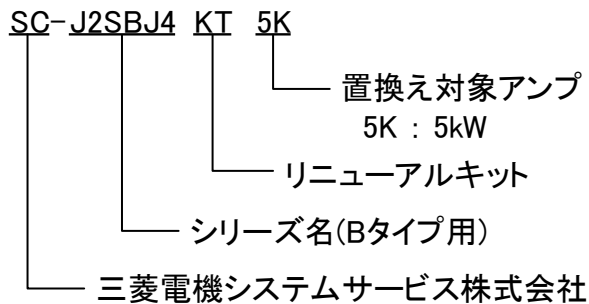 SC-J2SBJ4 KT 5K
置換え対象アンプ
5K : 5kW
リニューアルキット
シリーズ名(Bタイプ用)
三菱電機システムサービス株式会社